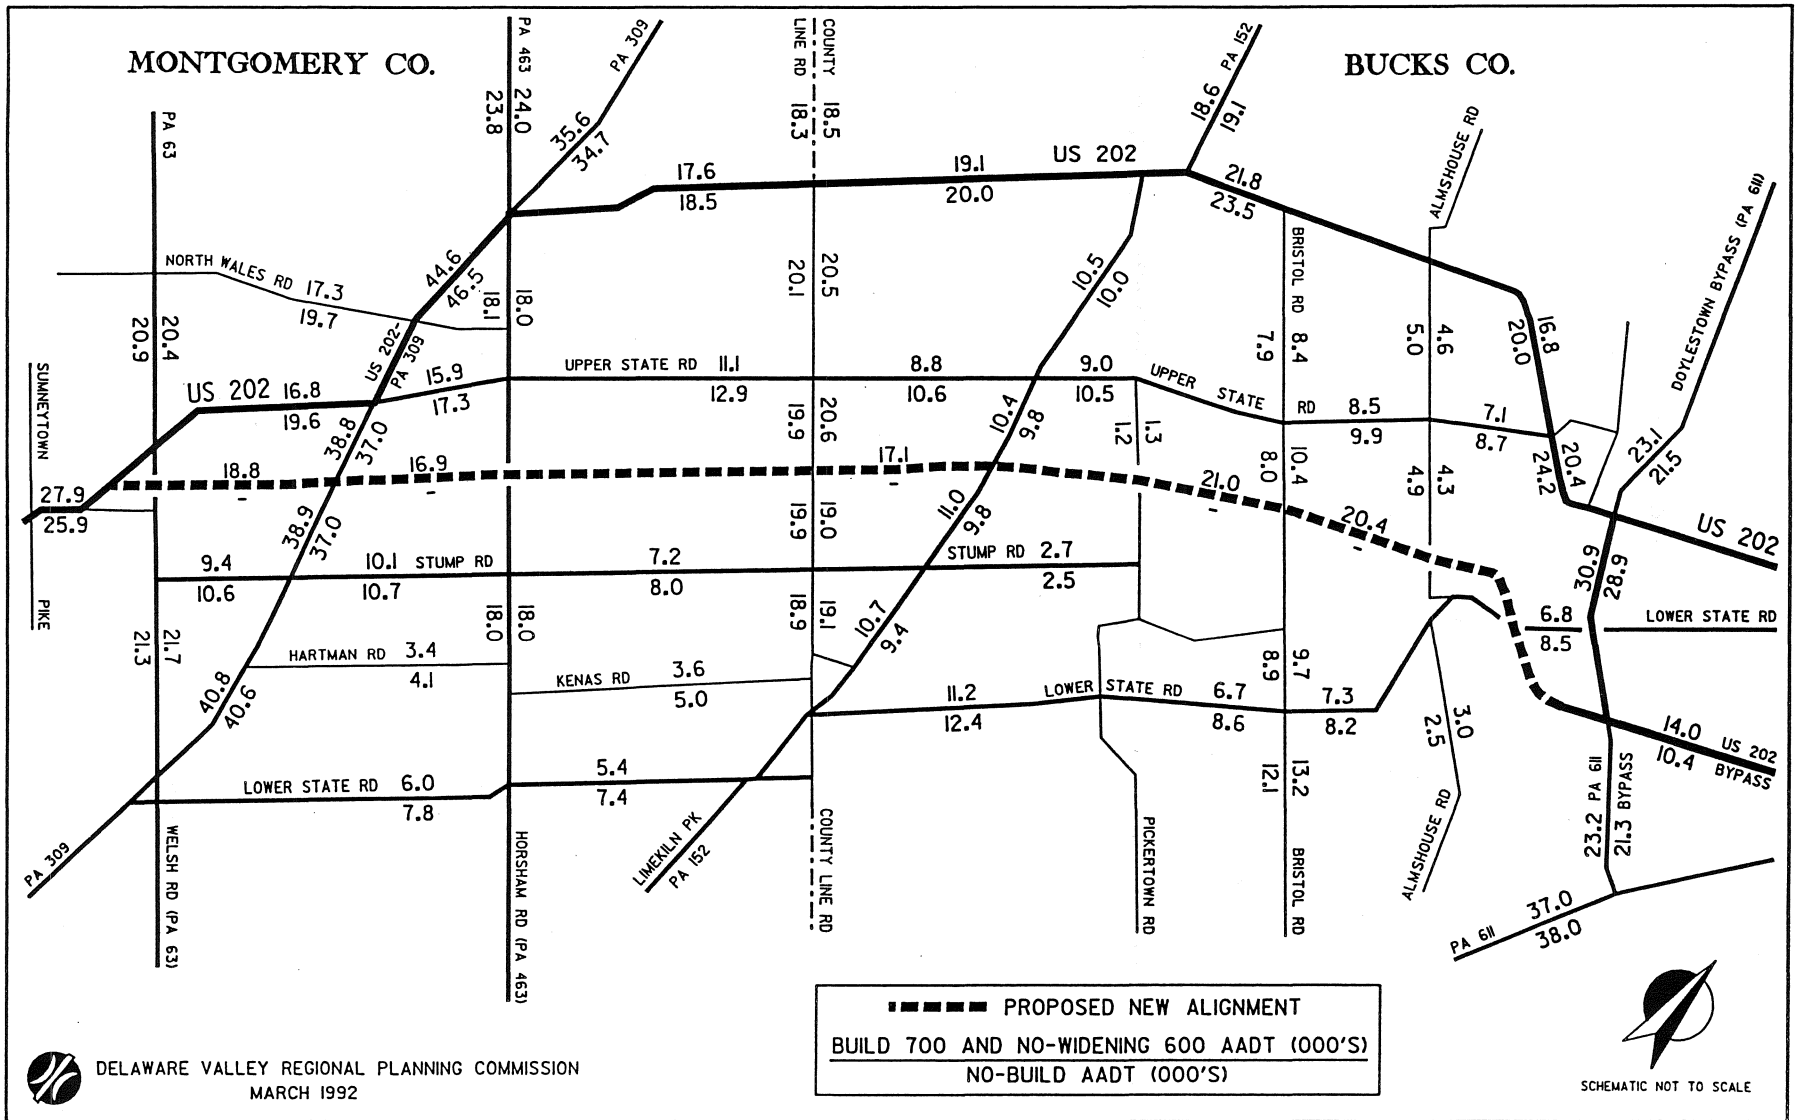 MONTGOMERY CO.
BUCKS CO.
PA 463
23.8
24.0
PA 309
35.6
34.7
COUNTY
LINE RD
18.3
18.5
PA 152
18.6
19.1
ALMSHOUSE RD
DOYLESTOWN BYPASS (PA 611)
PA 63
17.6
18.5
19.1
20.0
US 202
21.8
23.5
NORTH WALES RD 17.3
19.7
44.6
46.5
18.1
18.0
20.1
20.5
10.5
10.0
BRISTOL RD
7.9
8.4
5.0
4.6
20.0
16.8
20.9
20.4
US 202-
PA 309
SUNNEYTOWN
PIKE
US 202 16.8
19.6
15.9
17.3
UPPER STATE RD 11.1
12.9
8.8
10.6
9.0
10.5
UPPER STATE RD 8.5
9.9
7.1
8.7
38.8
37.0
19.9
20.6
10.4
9.8
1.2
1.3
8.0
10.4
4.9
4.3
24.2
20.4
23.1
21.5
18.8
-
16.9
-
17.1
-
21.0
-
20.4
-
27.9
25.9
38.9
37.0
19.9
19.0
11.0
9.8
US 202
9.4
10.6
10.1 STUMP RD
10.7
7.2
8.0
STUMP RD 2.7
2.5
30.9
28.9
21.3
21.7
18.0
18.0
18.9
19.1
10.7
9.4
6.8
8.5
LOWER STATE RD
HARTMAN RD 3.4
4.1
KENAS RD 3.6
5.0
40.8
40.6
11.2
12.4
LOWER STATE RD 6.7
8.6
8.9
9.7
7.3
8.2
2.5
3.0
14.0
10.4
US 202
BYPASS
LOWER STATE RD 6.0
7.8
5.4
7.4
12.1
13.2
23.2 PA 611
21.3 BYPASS
PA 309
WELSH RD (PA 63)
HORSHAM RD (PA 463)
LIMEKILN PK
PA 152
COUNTY LINE RD
PICKERTOWN RD
BRISTOL RD
ALMSHOUSE RD
PA 611
37.0
38.0
PROPOSED NEW ALIGNMENT
BUILD 700 AND NO-WIDENING 600 AADT (000'S)
NO-BUILD AADT (000'S)
DELAWARE VALLEY REGIONAL PLANNING COMMISSION
MARCH 1992
SCHEMATIC NOT TO SCALE